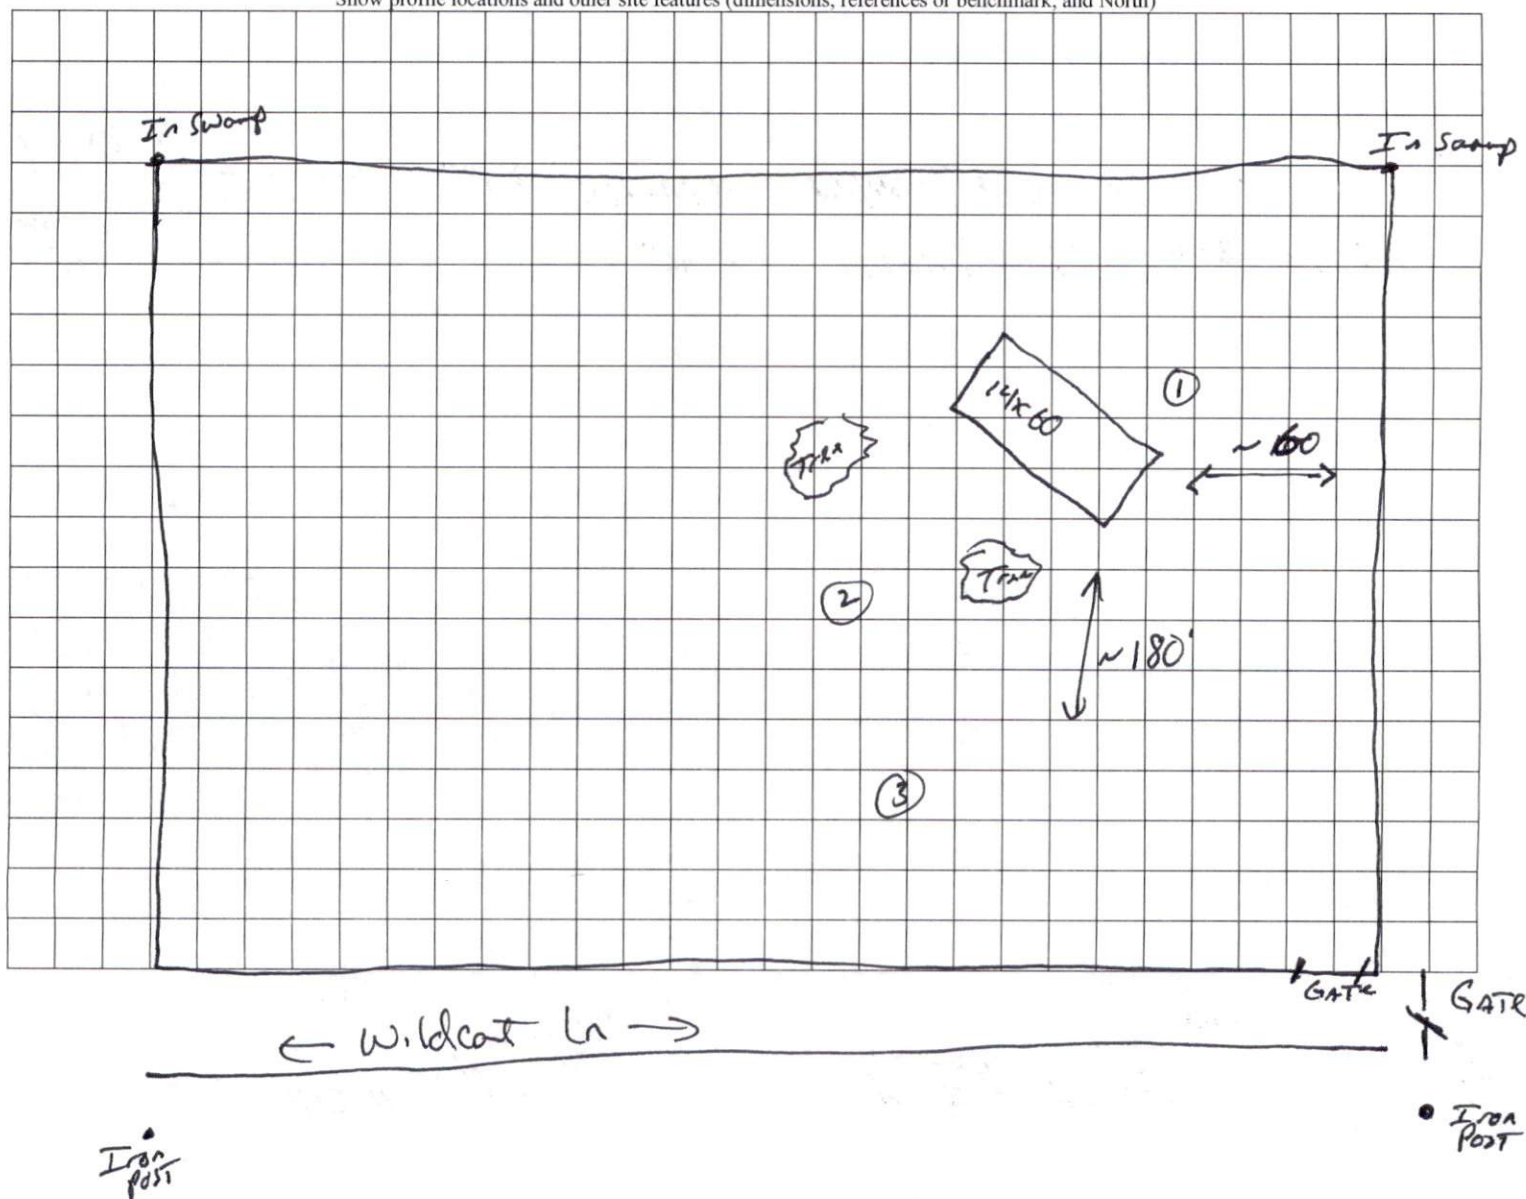 Show profile locations and other site features (dimensions, references or benchmark, and North)
In Swamp
In Swamp
14x60
1
Tree
~
Tree
2
~180'
3
GATE
GATE
← Wildcat Ln →
Iron
Post
Iron
post